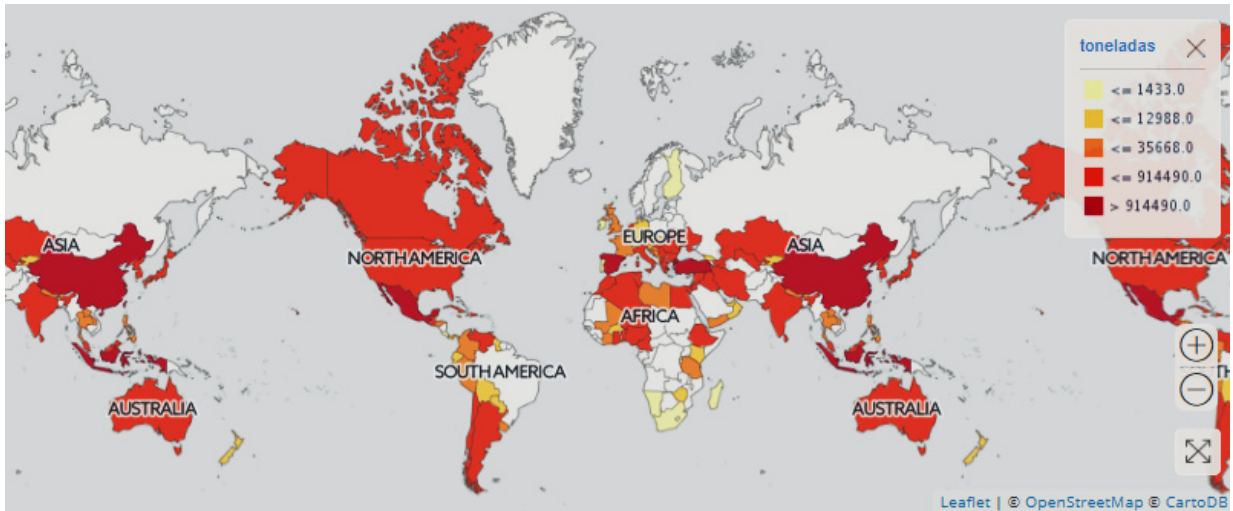 toneladas
<= 1433.0
<= 12988.0
<= 35668.0
<= 914490.0
> 914490.0
ASIA
EUROPE
ASIA
NORTH AMERICA
NORTH AMERICA
AFRICA
SOUTH AMERICA
AUSTRALIA
AUSTRALIA
Leaflet | © OpenStreetMap © CartoDB